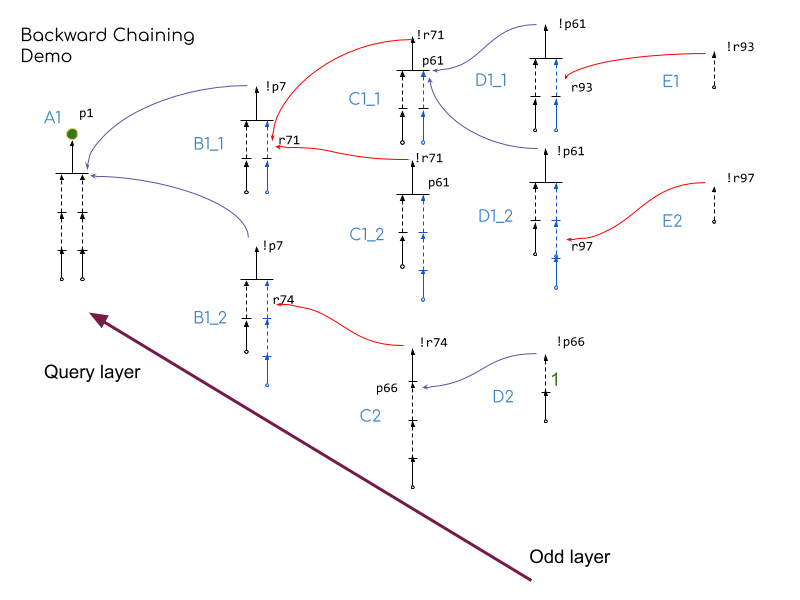 Backward Chaining
Demo
A1
p1
!p7
B1_1
r71
!r71
p61
C1_1
!p61
D1_1
r93
!r93
E1
!r71
p61
C1_2
!p61
D1_2
r97
!r97
E2
!p7
r74
B1_2
!r74
p66
C2
!p66
1
D2
Query layer
Odd layer